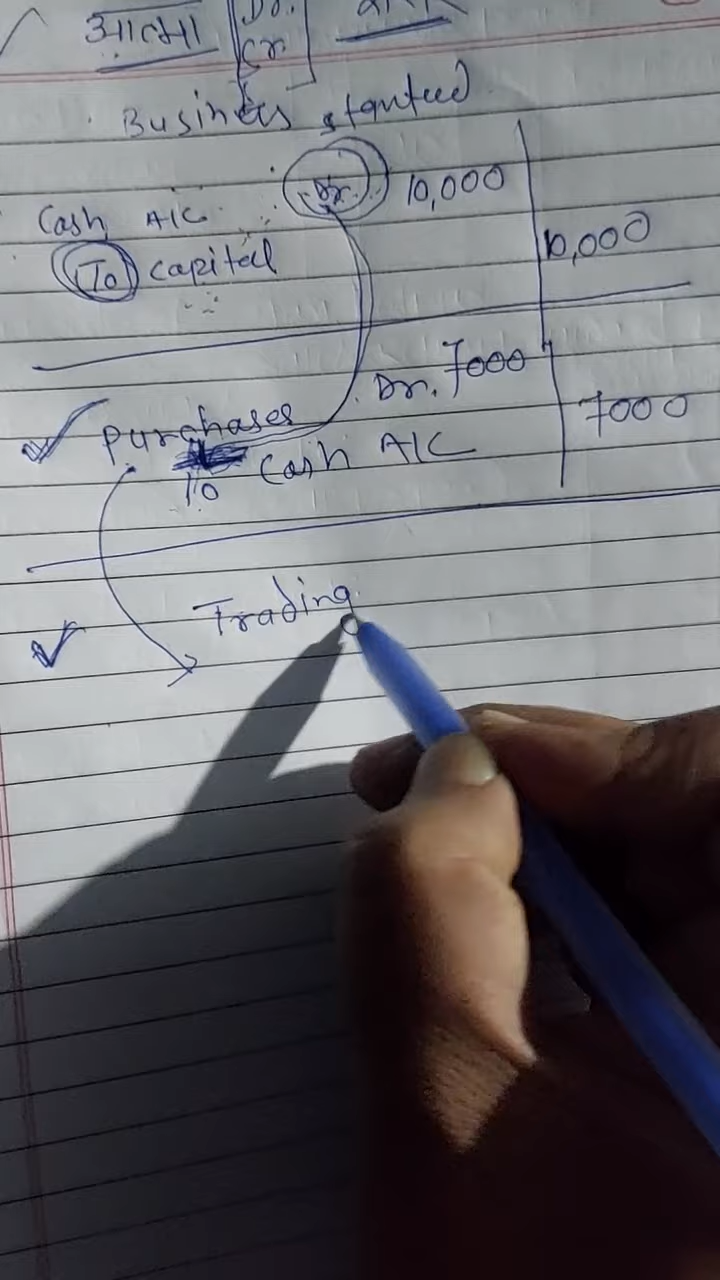 आत्मा Dr.
Cr
Business started
Cash A/C Dr. 10,000
To capital 10,000
Purchases Dr. 7000
To Cash A/C 7000
Trading